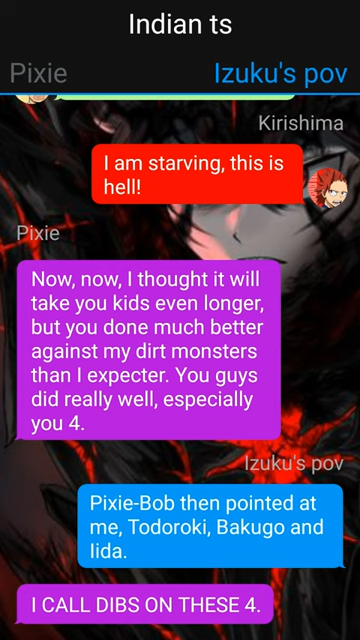 Indian ts
Pixie
Izuku's pov
Kirishima
I am starving, this is
hell!
Pixie
Now, now, I thought it will
take you kids even longer,
but you done much better
against my dirt monsters
than I expecter. You guys
did really well, especially
you 4.
Izuku's pov
Pixie-Bob then pointed at
me, Todoroki, Bakugo and
Iida.
I CALL DIBS ON THESE 4.